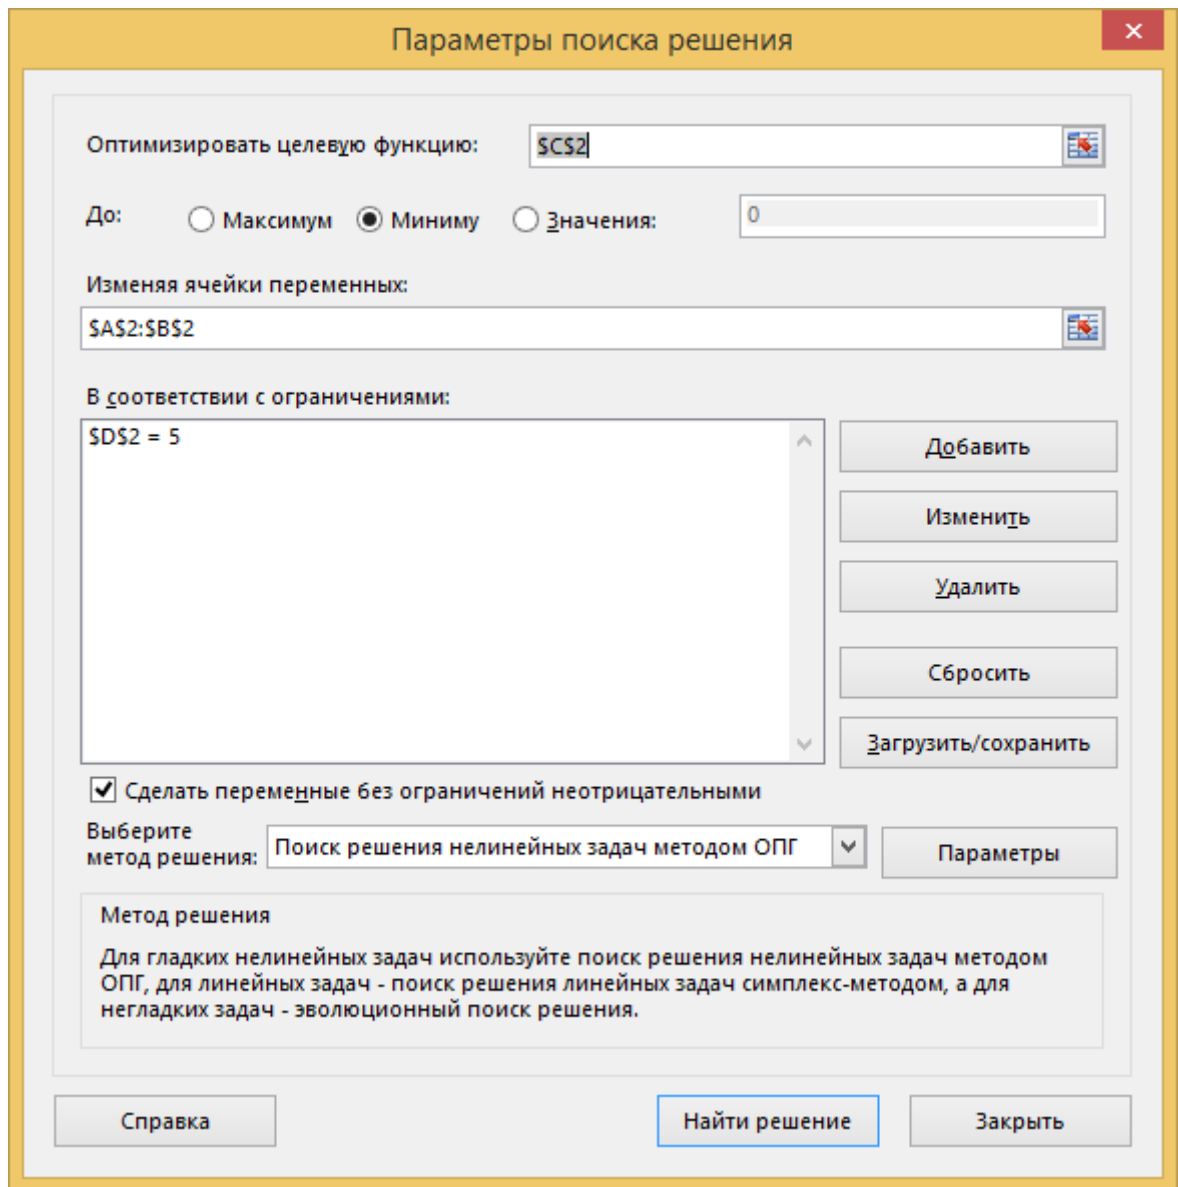 Параметры поиска решения
Оптимизировать целевую функцию: $C$2
До: Максимум Миниму Значения: 0
Изменяя ячейки переменных:
$A$2:$B$2
В соответствии с ограничениями:
$D$2 = 5
Добавить
Изменить
Удалить
Сбросить
Загрузить/сохранить
Сделать переменные без ограничений неотрицательными
Выберите
метод решения:
Поиск решения нелинейных задач методом ОПГ
Параметры
Метод решения
Для гладких нелинейных задач используйте поиск решения нелинейных задач методом
ОПГ, для линейных задач - поиск решения линейных задач симплекс-методом, а для
негладких задач - эволюционный поиск решения.
Справка Найти решение Закрыть